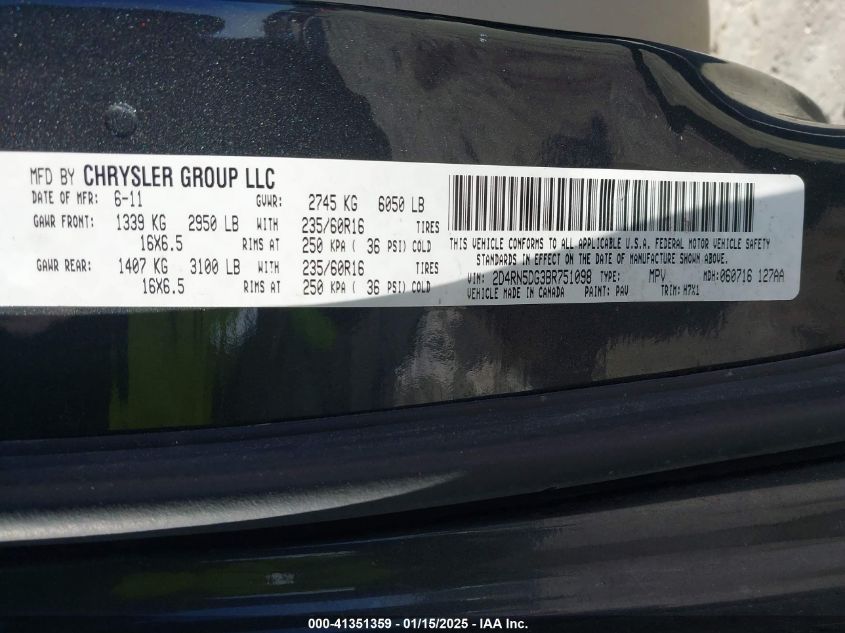 MFD BY CHRYSLER GROUP LLC
DATE OF MFR: 6-11 GVWR: 2745 KG 6050 LB
GAWR FRONT: 1339 KG 2950 LB WITH 235/60R16 TIRES
16X6.5 RIMS AT 250 KPA ( 36 PSI) COLD
GAWR REAR: 1407 KG 3100 LB WITH 235/60R16 TIRES
16X6.5 RIMS AT 250 KPA ( 36 PSI) COLD
THIS VEHICLE CONFORMS TO ALL APPLICABLE U.S.A. FEDERAL MOTOR VEHICLE SAFETY
STANDARDS IN EFFECT ON THE DATE OF MANUFACTURE SHOWN ABOVE.
VIN: 2D4RN5DG3BR751098 TYPE: MPV MDH: 060716 127AA
VEHICLE MADE IN CANADA PAINT: PAV TRIM: H7X1
000-41351359 - 01/15/2025 - IAA Inc.